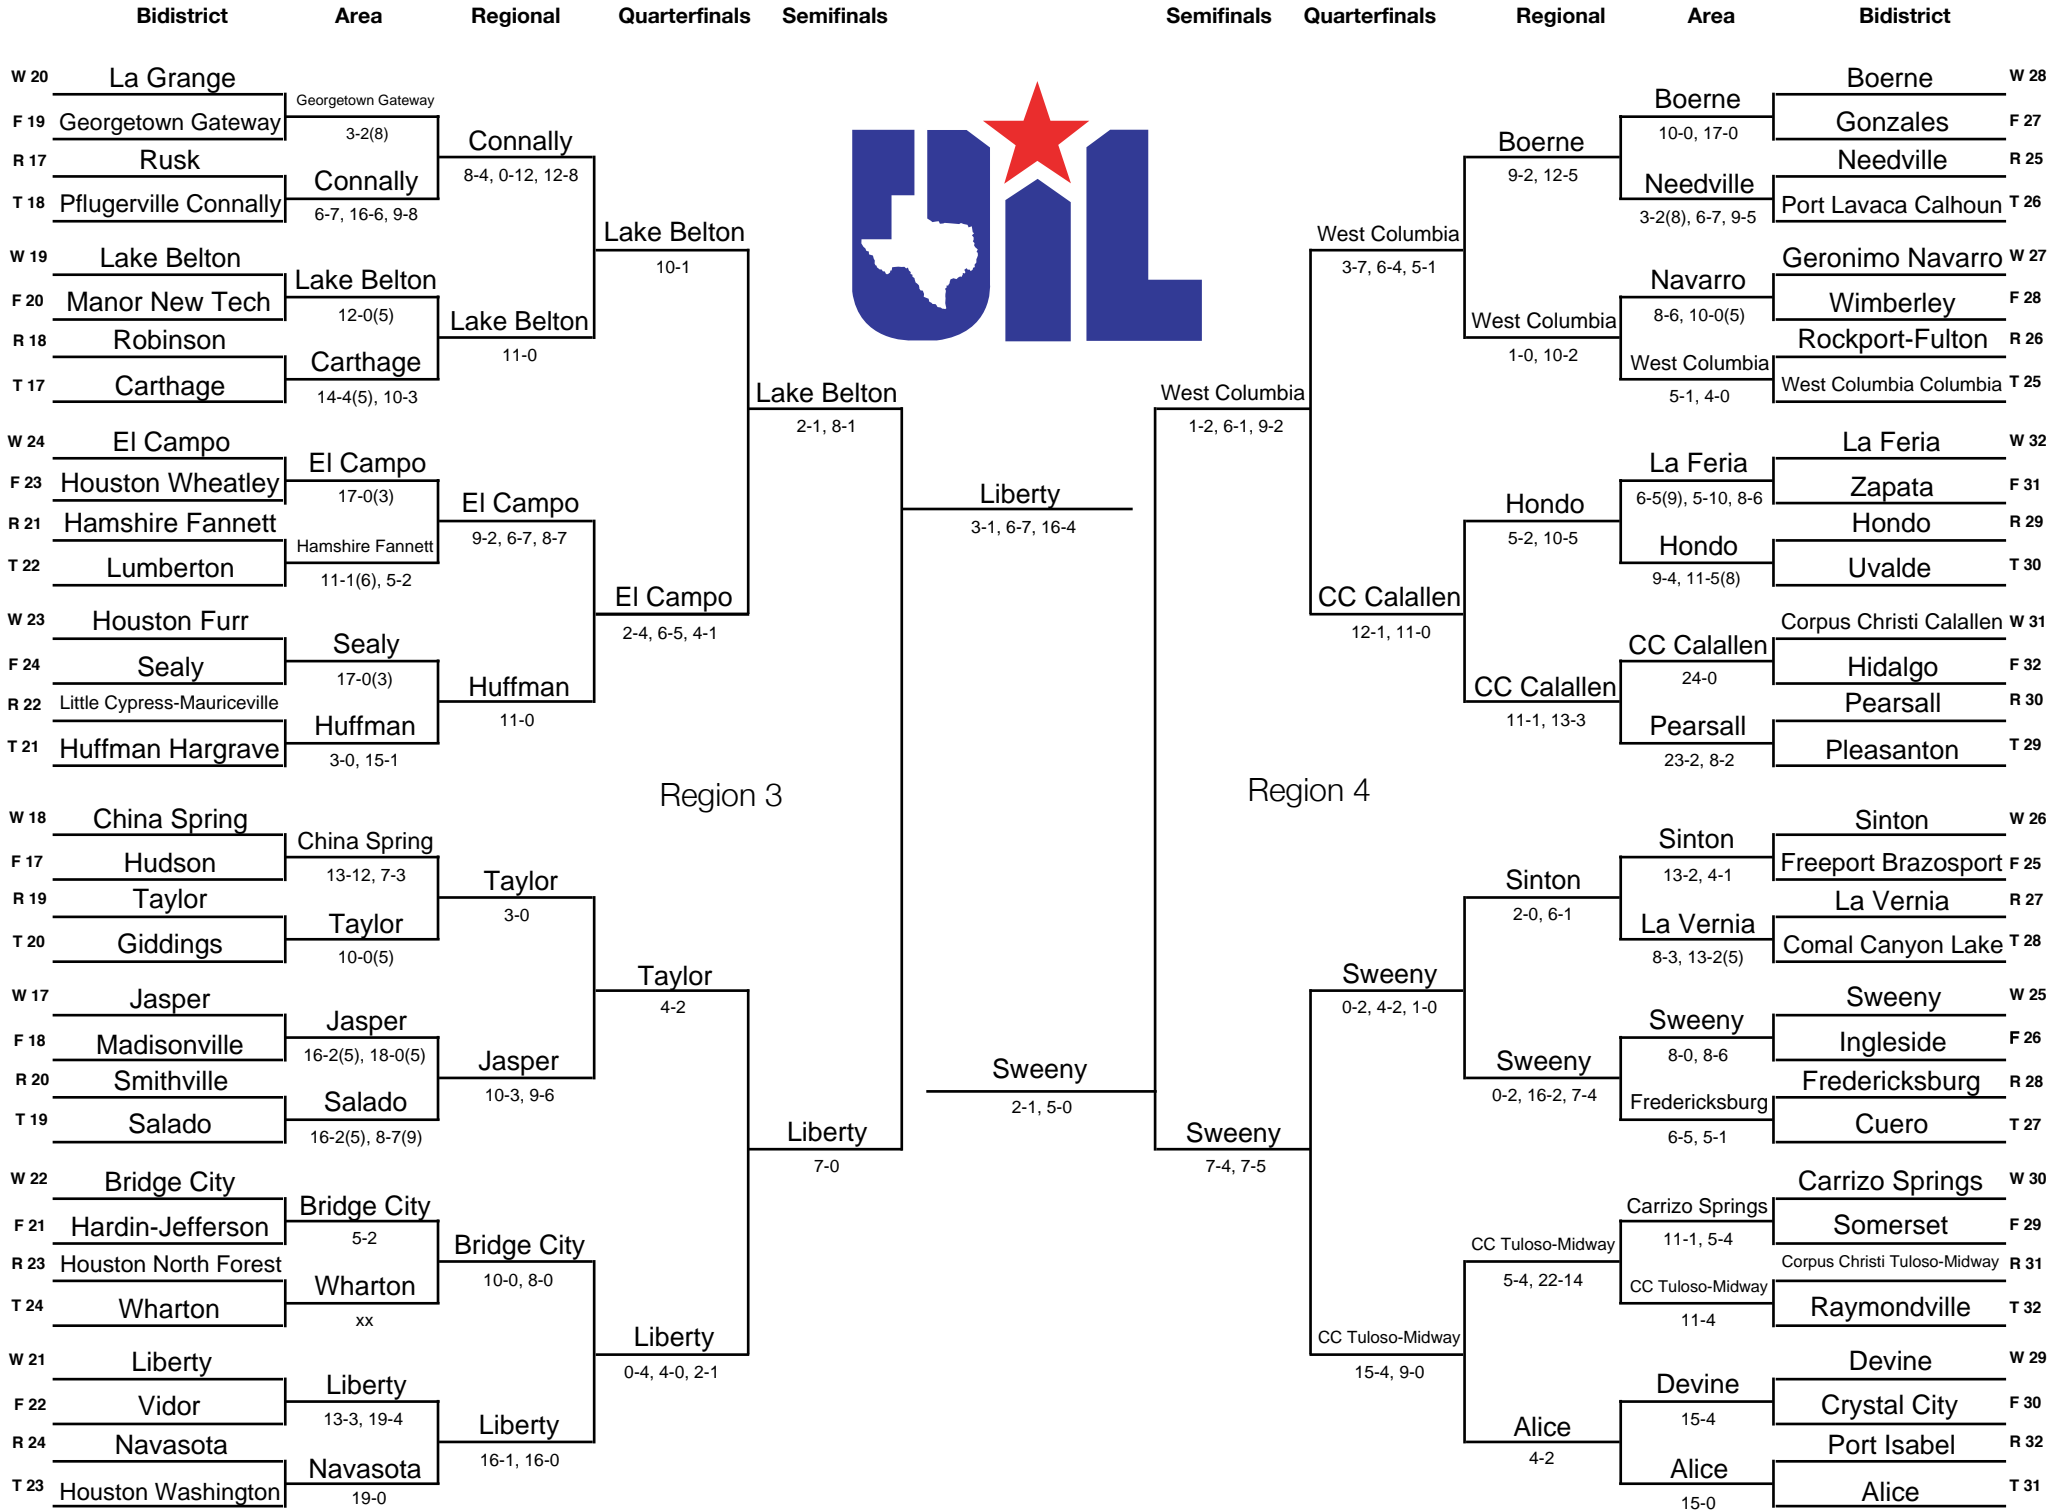 Bidistrict Area Regional Quarterfinals Semifinals Semifinals Quarterfinals Regional Area Bidistrict
W 20 La Grange
Georgetown Gateway
F 19 Georgetown Gateway
3-2(8)
Connally
8-4, 0-12, 12-8
R 17 Rusk
Connally
T 18 Pflugerville Connally
6-7, 16-6, 9-8
Lake Belton
10-1
W 19 Lake Belton
Lake Belton
F 20 Manor New Tech
12-0(5)
Lake Belton
11-0
R 18 Robinson
Carthage
T 17 Carthage
14-4(5), 10-3
Lake Belton
2-1, 8-1
W 24 El Campo
El Campo
F 23 Houston Wheatley
17-0(3)
El Campo
9-2, 6-7, 8-7
R 21 Hamshire Fannett
Hamshire Fannett
T 22 Lumberton
11-1(6), 5-2
El Campo
2-4, 6-5, 4-1
W 23 Houston Furr
Sealy
F 24 Sealy
17-0(3)
Huffman
11-0
R 22 Little Cypress-Mauriceville
Huffman
T 21 Huffman Hargrave
3-0, 15-1
Liberty
3-1, 6-7, 16-4
Region 3
W 18 China Spring
China Spring
F 17 Hudson
13-12, 7-3
Taylor
3-0
R 19 Taylor
Taylor
T 20 Giddings
10-0(5)
Taylor
4-2
W 17 Jasper
Jasper
F 18 Madisonville
16-2(5), 18-0(5)
Jasper
10-3, 9-6
R 20 Smithville
Salado
T 19 Salado
16-2(5), 8-7(9)
Liberty
7-0
W 22 Bridge City
Bridge City
F 21 Hardin-Jefferson
5-2
Bridge City
10-0, 8-0
R 23 Houston North Forest
Wharton
T 24 Wharton
xx
Liberty
0-4, 4-0, 2-1
W 21 Liberty
Liberty
F 22 Vidor
13-3, 19-4
Liberty
16-1, 16-0
R 24 Navasota
Navasota
T 23 Houston Washington
19-0
UIL
Boerne W 28
Boerne
Gonzales F 27
10-0, 17-0
Boerne
9-2, 12-5
Needville R 25
Needville
Port Lavaca Calhoun T 26
3-2(8), 6-7, 9-5
West Columbia
3-7, 6-4, 5-1
Geronimo Navarro W 27
Navarro
Wimberley F 28
8-6, 10-0(5)
West Columbia
1-0, 10-2
Rockport-Fulton R 26
West Columbia
West Columbia Columbia T 25
5-1, 4-0
West Columbia
1-2, 6-1, 9-2
La Feria W 32
La Feria
Zapata F 31
6-5(9), 5-10, 8-6
Hondo
5-2, 10-5
Hondo R 29
Hondo
Uvalde T 30
9-4, 11-5(8)
CC Calallen
12-1, 11-0
Corpus Christi Calallen W 31
CC Calallen
Hidalgo F 32
24-0
CC Calallen
11-1, 13-3
Pearsall R 30
Pearsall
Pleasanton T 29
23-2, 8-2
Region 4
Sweeny
2-1, 5-0
Sinton W 26
Sinton
Freeport Brazosport F 25
13-2, 4-1
Sinton
2-0, 6-1
La Vernia R 27
La Vernia
Comal Canyon Lake T 28
8-3, 13-2(5)
Sweeny
0-2, 4-2, 1-0
Sweeny W 25
Sweeny
Ingleside F 26
8-0, 8-6
Sweeny
0-2, 16-2, 7-4
Fredericksburg R 28
Fredericksburg
Cuero T 27
6-5, 5-1
Sweeny
7-4, 7-5
Carrizo Springs W 30
Carrizo Springs
Somerset F 29
11-1, 5-4
CC Tuloso-Midway
5-4, 22-14
Corpus Christi Tuloso-Midway R 31
CC Tuloso-Midway
Raymondville T 32
11-4
CC Tuloso-Midway
15-4, 9-0
Devine W 29
Devine
Crystal City F 30
15-4
Alice
4-2
Port Isabel R 32
Alice
Alice T 31
15-0